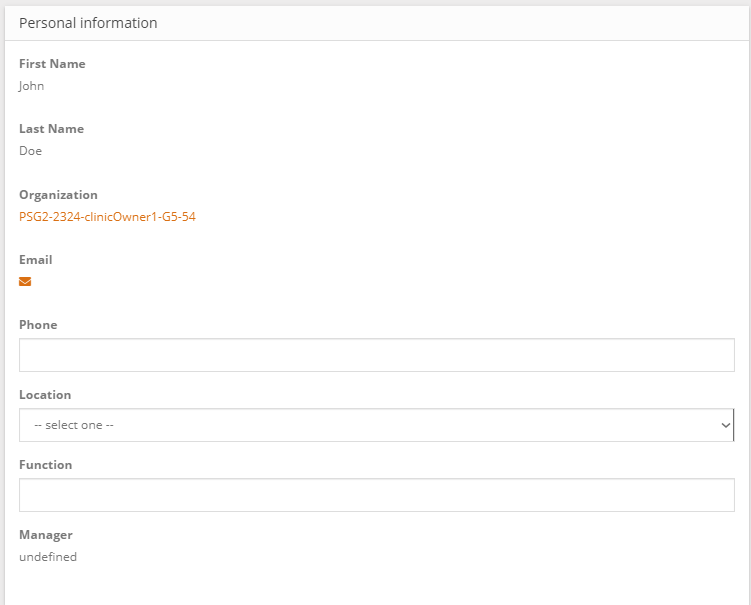 Personal information
First Name
John
Last Name
Doe
Organization
PSG2-2324-clinicOwner1-G5-54
Email
Phone
Location
-- select one --
Function
Manager
undefined